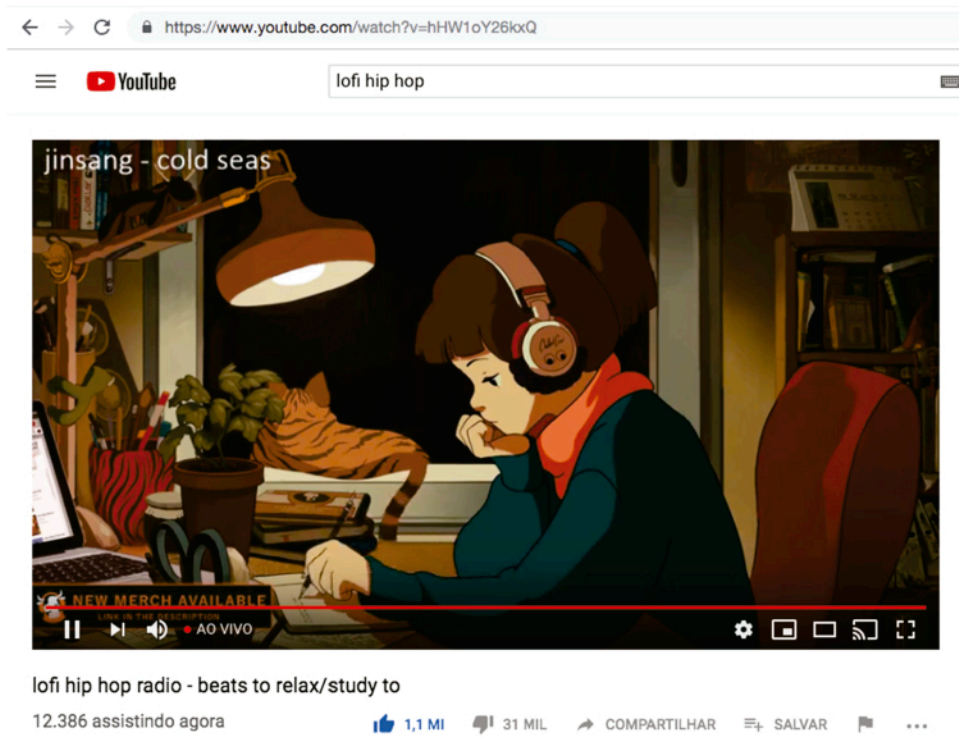 https://www.youtube.com/watch?v=hHW1oY26kxQ
YouTube
lofi hip hop
jinsang - cold seas
NEW MERCH AVAILABLE
LINK IN THE DESCRIPTION
AO VIVO
lofi hip hop radio - beats to relax/study to
12.386 assistindo agora
1,1 MI 31 MIL COMPARTILHAR SALVAR